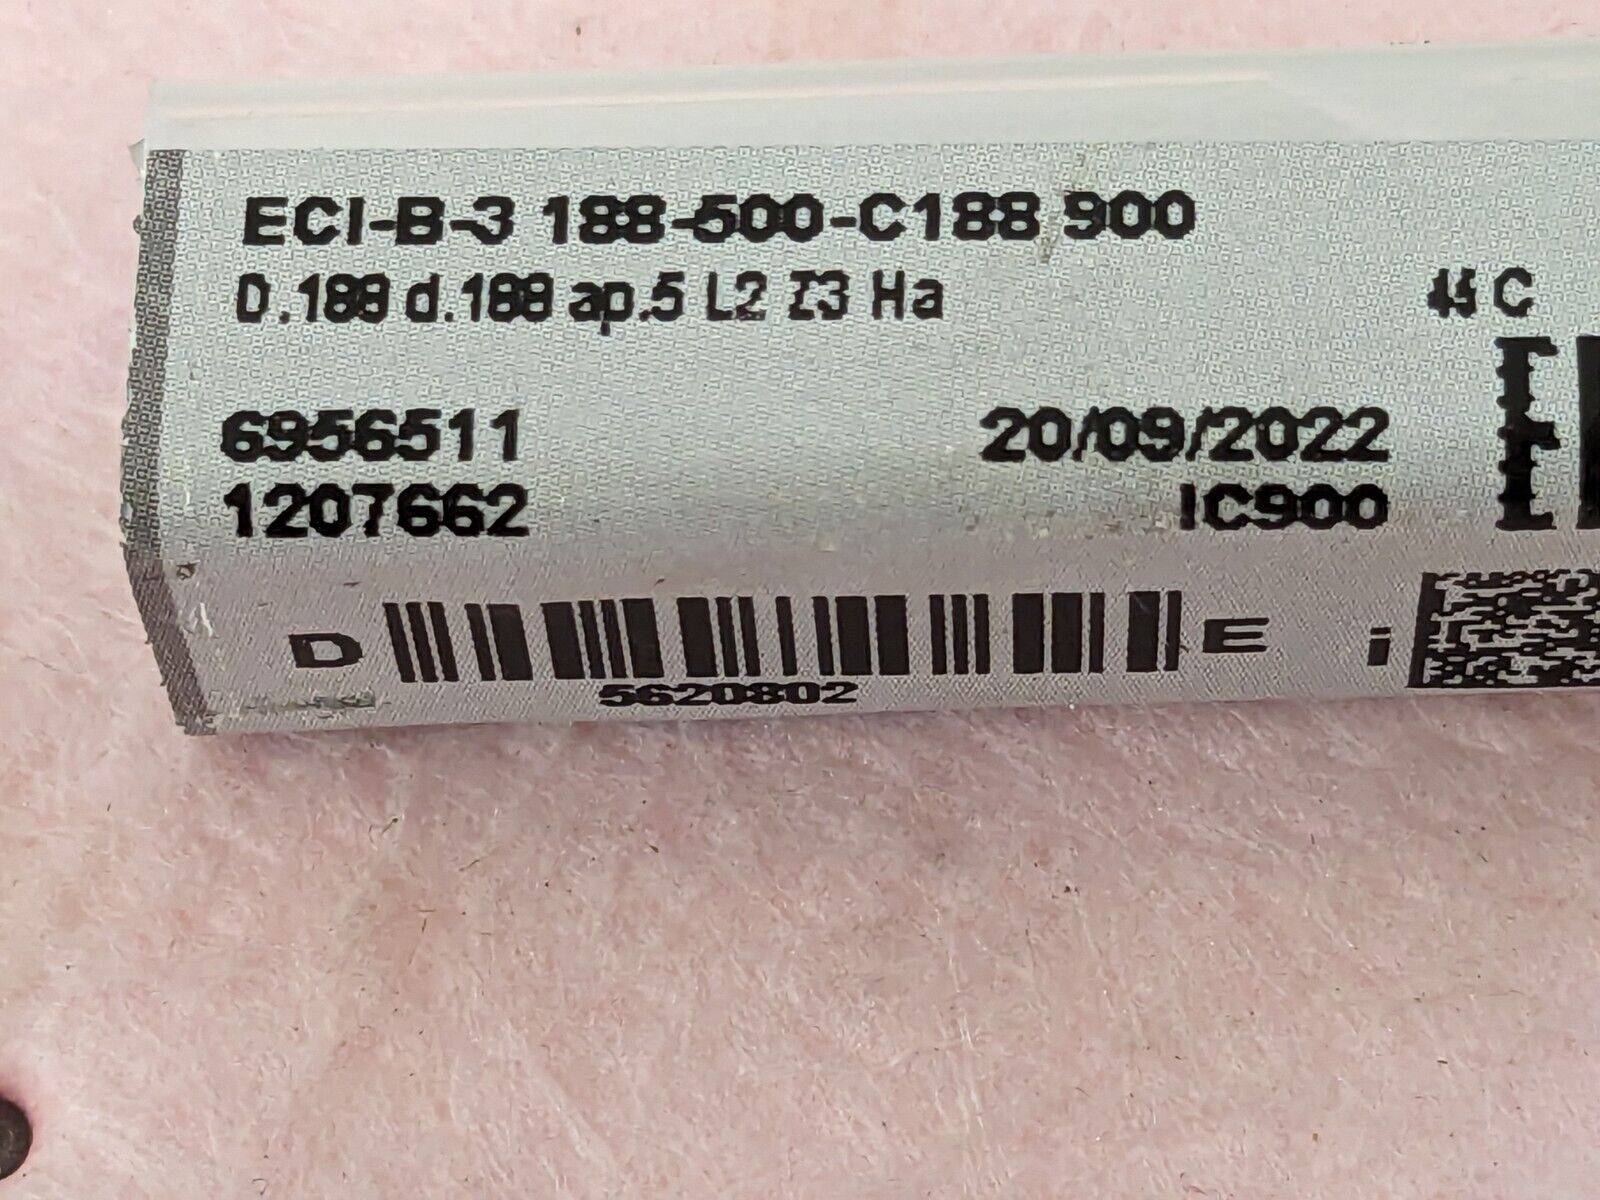 ECI-B-3 188-500-C188 900
D.188 d.188 ap.5 L2 Z3 Ha
45 C
6956511
20/09/2022
1207662
IC900
D
E
i
5620802